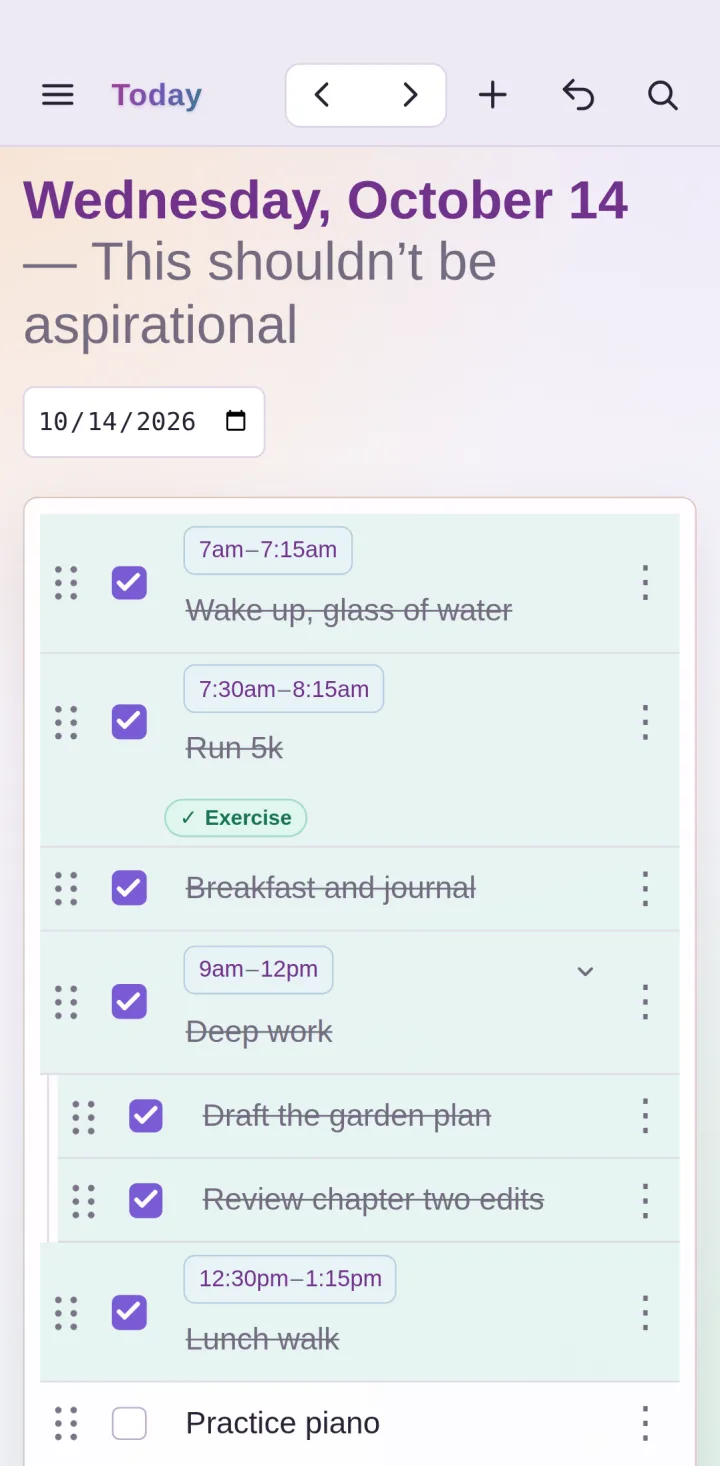 Today
Wednesday, October 14
— This shouldn’t be
aspirational
10/14/2026
7am–7:15am
Wake up, glass of water
7:30am–8:15am
Run 5k
✓ Exercise
Breakfast and journal
9am–12pm
Deep work
Draft the garden plan
Review chapter two edits
12:30pm–1:15pm
Lunch walk
Practice piano